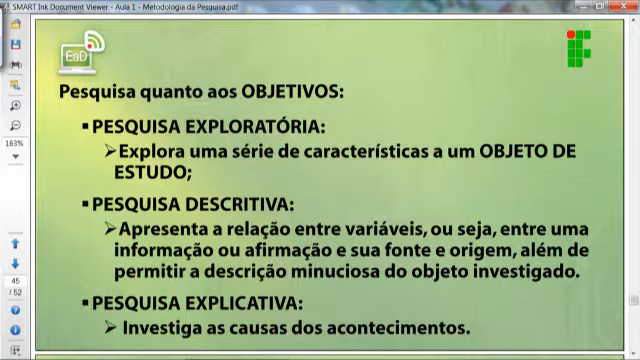 SMART Ink Document Viewer - Aula 1 - Metodologia da Pesquisa.pdf
EaD
Pesquisa quanto aos OBJETIVOS:
▪PESQUISA EXPLORATÓRIA:
➢Explora uma série de características a um OBJETO DE
ESTUDO;
▪PESQUISA DESCRITIVA:
➢Apresenta a relação entre variáveis, ou seja, entre uma
informação ou afirmação e sua fonte e origem, além de
permitir a descrição minuciosa do objeto investigado.
▪PESQUISA EXPLICATIVA:
➢ Investiga as causas dos acontecimentos.
163%
45
/ 52